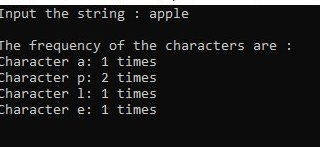 Input the string : apple
The frequency of the characters are :
Character a: 1 times
Character p: 2 times
Character l: 1 times
Character e: 1 times